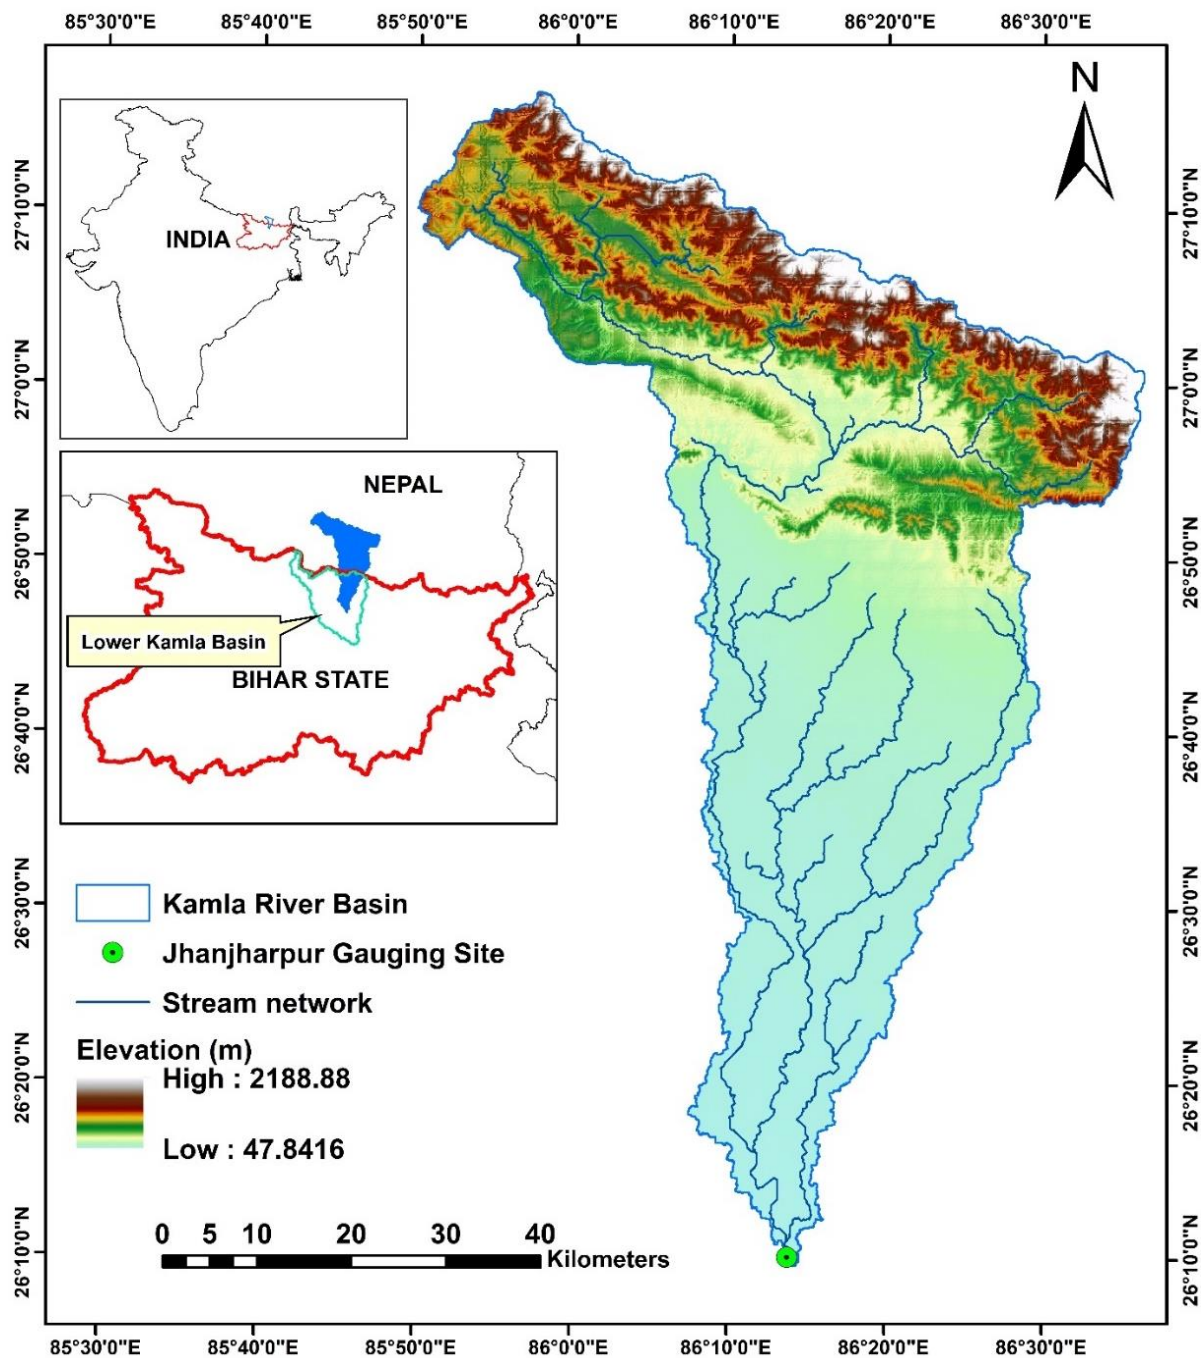 85°30'0"E 85°40'0"E 85°50'0"E 86°0'0"E 86°10'0"E 86°20'0"E 86°30'0"E
N
27°10'0"N
27°0'0"N
26°50'0"N
26°40'0"N
26°30'0"N
26°20'0"N
26°10'0"N
INDIA
NEPAL
Lower Kamla Basin
BIHAR STATE
Kamla River Basin
Jhanjharpur Gauging Site
Stream network
Elevation (m)
High : 2188.88
Low : 47.8416
0 5 10 20 30 40
Kilometers
27°10'0"N
27°0'0"N
26°50'0"N
26°40'0"N
26°30'0"N
26°20'0"N
26°10'0"N
85°30'0"E 85°40'0"E 85°50'0"E 86°0'0"E 86°10'0"E 86°20'0"E 86°30'0"E